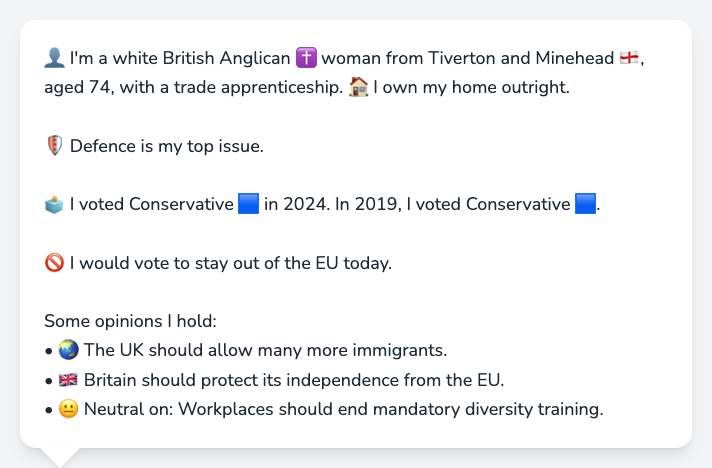 👤 I'm a white British Anglican ✝️ woman from Tiverton and Minehead 🏴󠁧󠁢󠁥󠁮󠁧󠁿,
aged 74, with a trade apprenticeship. 🏠 I own my home outright.
🛡️ Defence is my top issue.
🗳️ I voted Conservative 🟦 in 2024. In 2019, I voted Conservative 🟦.
🚫 I would vote to stay out of the EU today.
Some opinions I hold:
• 🌏 The UK should allow many more immigrants.
• 🇬🇧 Britain should protect its independence from the EU.
• 😐 Neutral on: Workplaces should end mandatory diversity training.